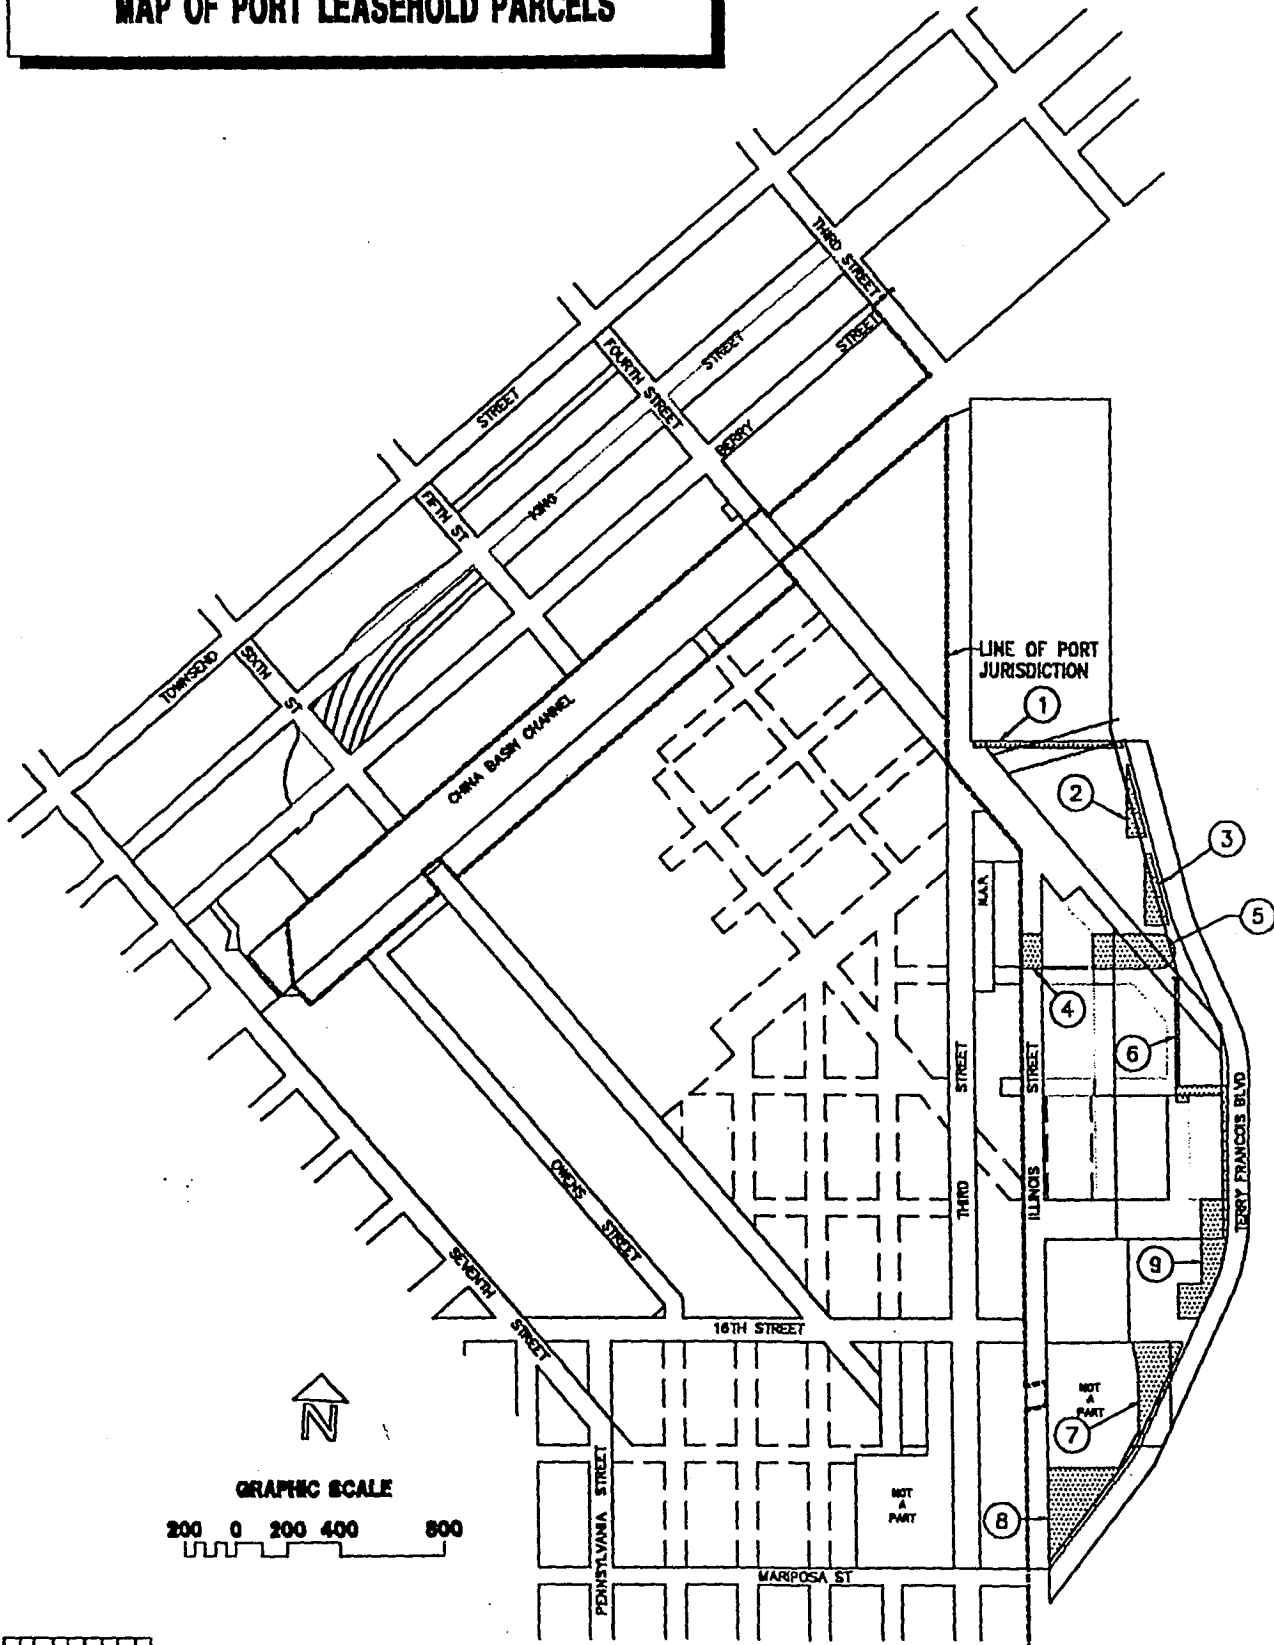 MAP OF PORT LEASEHOLD PARCELS
THIRD STREET
STREET
BERRY
STREET
FOURTH STREET
STREET
KING
FIFTH ST
TOWNSEND
SIXTH ST
CHINA BASIN CHANNEL
LINE OF PORT
JURISDICTION
1
2
3
N.A.P.
5
4
6
STREET
STREET
TERRY FRANCOIS BLVD
THIRD
ILLINOIS
OWENS
STREET
SEVENTH
STREET
9
16TH STREET
NOT
A
PART
7
N
GRAPHIC SCALE
200 0 200 400 800
PENNSYLVANIA STREET
NOT
A
PART
8
MARIPOSA ST